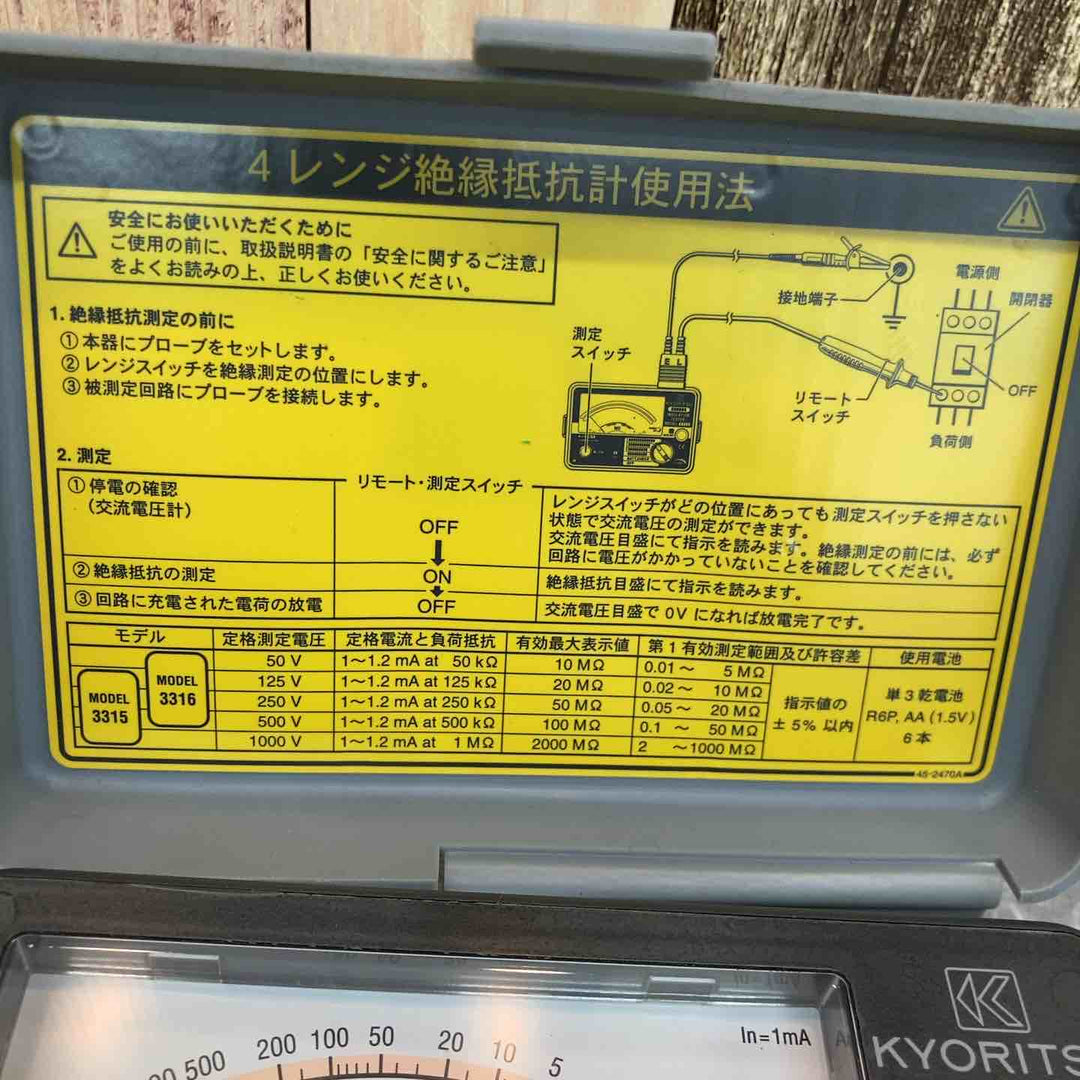 4レンジ絶縁抵抗計使用法
安全にお使いいただくために
ご使用の前に、取扱説明書の「安全に関するご注意」
をよくお読みの上、正しくお使いください。
1. 絶縁抵抗測定の前に
①本器にプローブをセットします。
②レンジスイッチを絶縁測定の位置にします。
③被測定回路にプローブを接続します。
測定
スイッチ
E L
接地端子
電源側
開閉器
OFF
リモート
スイッチ
負荷側
2. 測定
リモート・測定スイッチ
①停電の確認
(交流電圧計)
OFF
レンジスイッチがどの位置にあっても測定スイッチを押さない
状態で交流電圧の測定ができます。
交流電圧目盛にて指示を読みます。絶縁測定の前には、必ず
回路に電圧がかかっていないことを確認してください。
②絶縁抵抗の測定
ON
絶縁抵抗目盛にて指示を読みます。
③回路に充電された電荷の放電
OFF
交流電圧目盛で 0V になれば放電完了です。
モデル 定格測定電圧 定格電流と負荷抵抗 有効最大表示値 第1有効測定範囲及び許容差 使用電池
MODEL
3315
MODEL
3316
50 V 1〜1.2 mA at 50 kΩ 10 MΩ 0.01 〜 5 MΩ
125 V 1〜1.2 mA at 125 kΩ 20 MΩ 0.02 〜 10 MΩ
250 V 1〜1.2 mA at 250 kΩ 50 MΩ 0.05 〜 20 MΩ
500 V 1〜1.2 mA at 500 kΩ 100 MΩ 0.1 〜 50 MΩ
1000 V 1〜1.2 mA at 1 MΩ 2000 MΩ 2 〜1000 MΩ
指示値の
± 5% 以内
単3乾電池
R6P, AA (1.5V)
6本
45-2470A
500 200 100 50 20 10 5
In=1mA
KYORITS